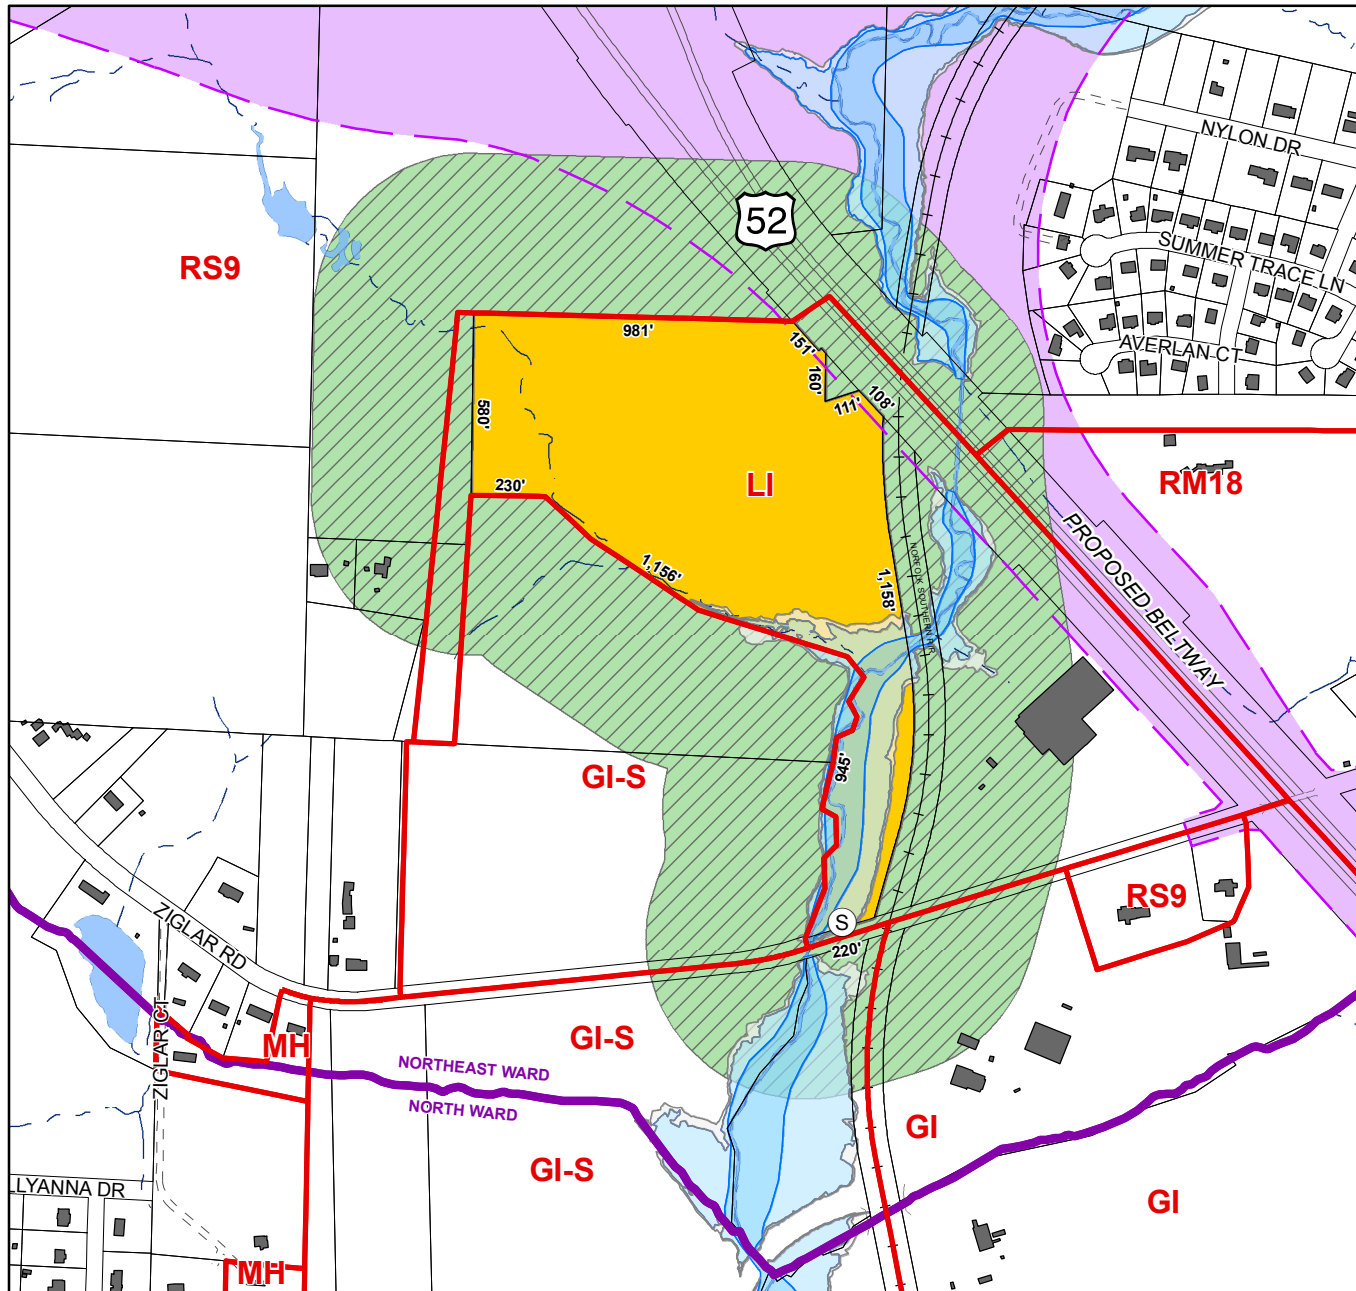 NYLON DR
52
SUMMER TRACE LN
RS9
981'
151'
AVERLAN CT
160'
108'
111'
580'
LI
230'
RM18
PROPOSED BELTWAY
1,156'
1,158'
NORFOLK SOUTHERN R/R
945'
GI-S
RS9
ZIGLAR RD
S
220'
ZIGLAR CT
MH
GI-S
NORTHEAST WARD
NORTH WARD
GI
GI-S
LYANNA DR
GI
MH